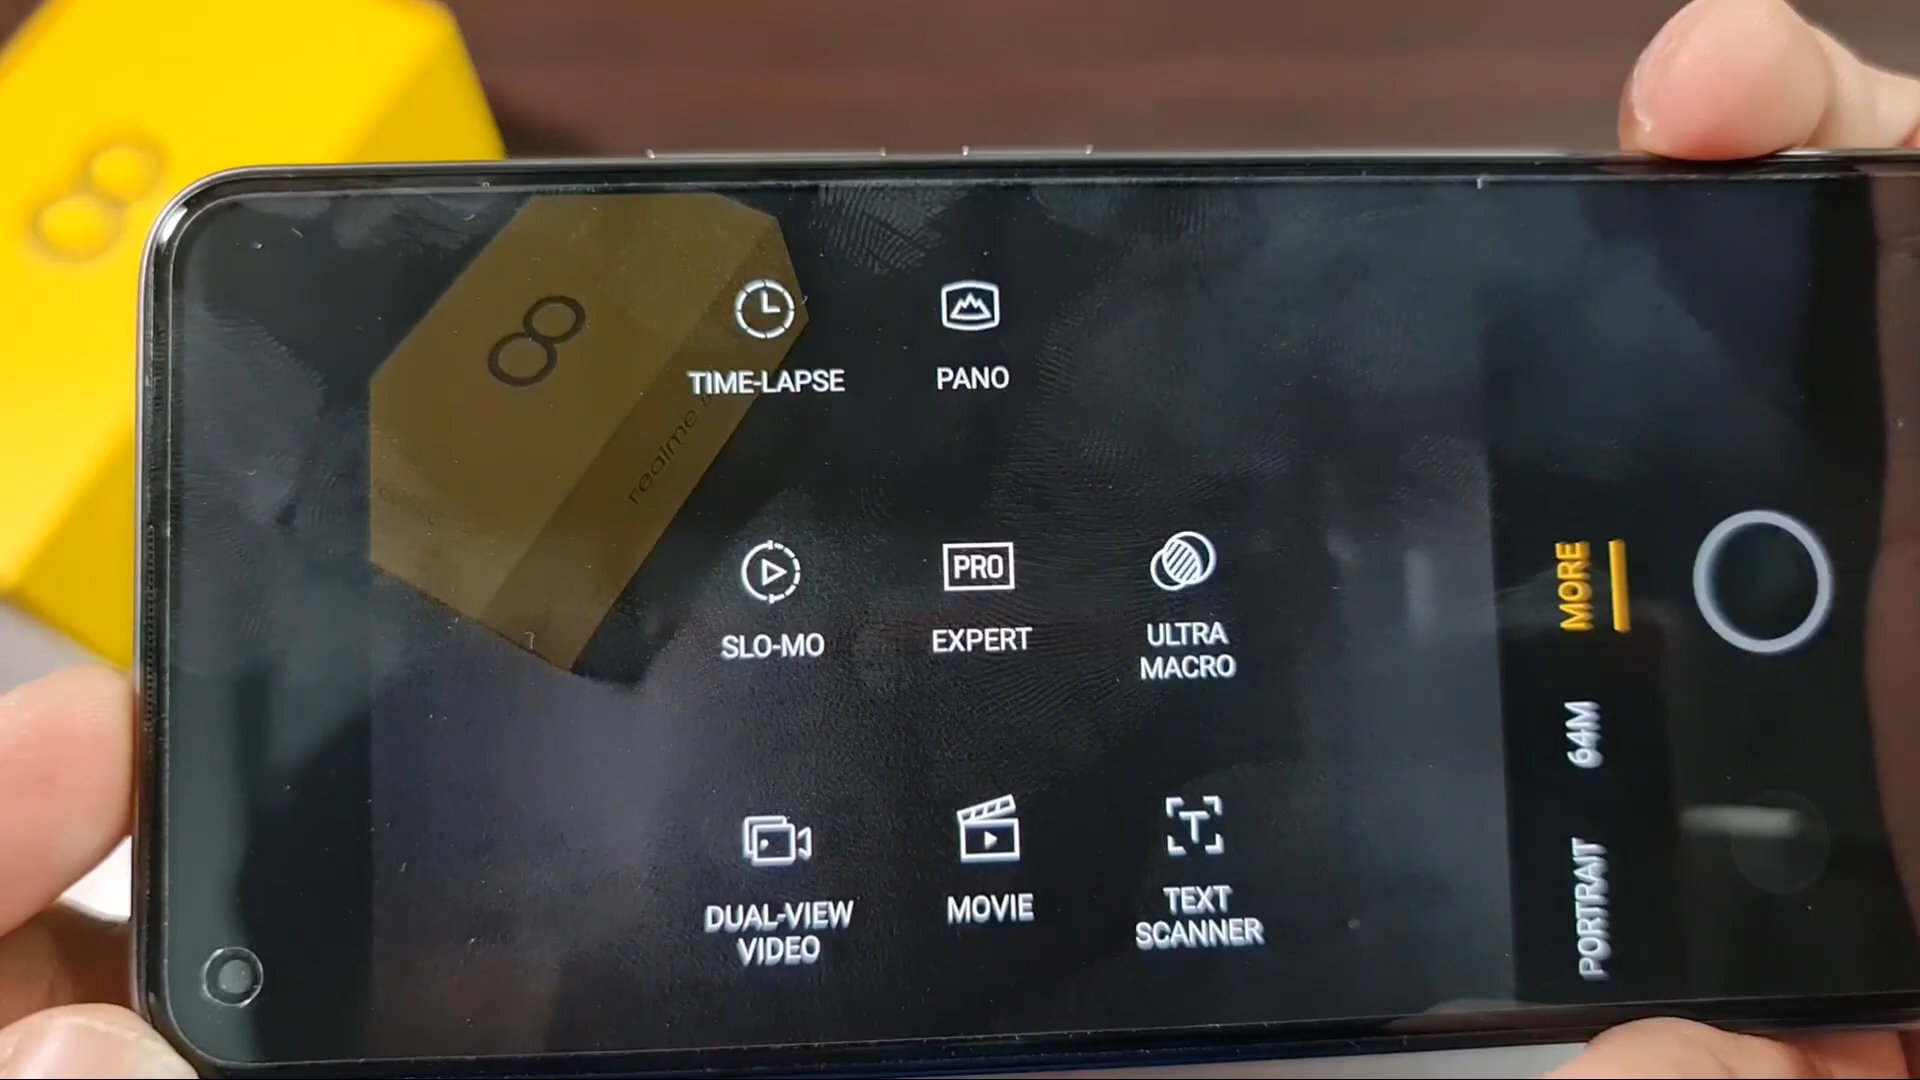 8
8
realme 8
TIME-LAPSE
PANO
SLO-MO
PRO
EXPERT
ULTRA
MACRO
DUAL-VIEW
VIDEO
MOVIE
T
TEXT
SCANNER
MORE
64M
PORTRAIT